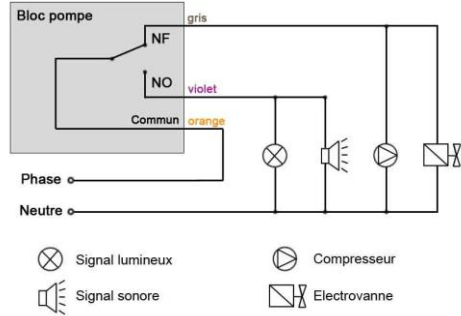 Bloc pompe
gris
NF
NO
violet
Commun orange
Phase
Neutre
Signal lumineux
Compresseur
Signal sonore
Electrovanne